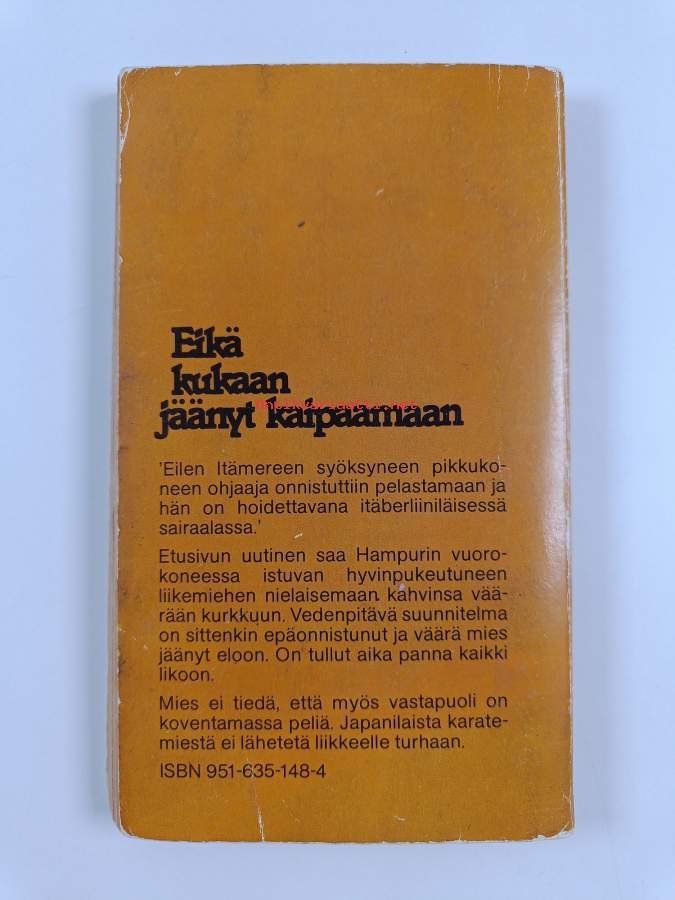 Eikä
kukaan
jäänyt kaipaamaan
'Eilen Itämereen syöksyneen pikkuko-
neen ohjaaja onnistuttiin pelastamaan ja
hän on hoidettavana itäberliiniläisessä
sairaalassa.'
Etusivun uutinen saa Hampurin vuoro-
koneessa istuvan hyvinpukeutuneen
liikemiehen nielaisemaan kahvinsa vää-
rään kurkkuun. Vedenpitävä suunnitelma
on sittenkin epäonnistunut ja väärä mies
jäänyt eloon. On tullut aika panna kaikki
likoon.
Mies ei tiedä, että myös vastapuoli on
koventamassa peliä. Japanilaista karate-
miestä ei lähetetä liikkeelle turhaan.
ISBN 951-635-148-4